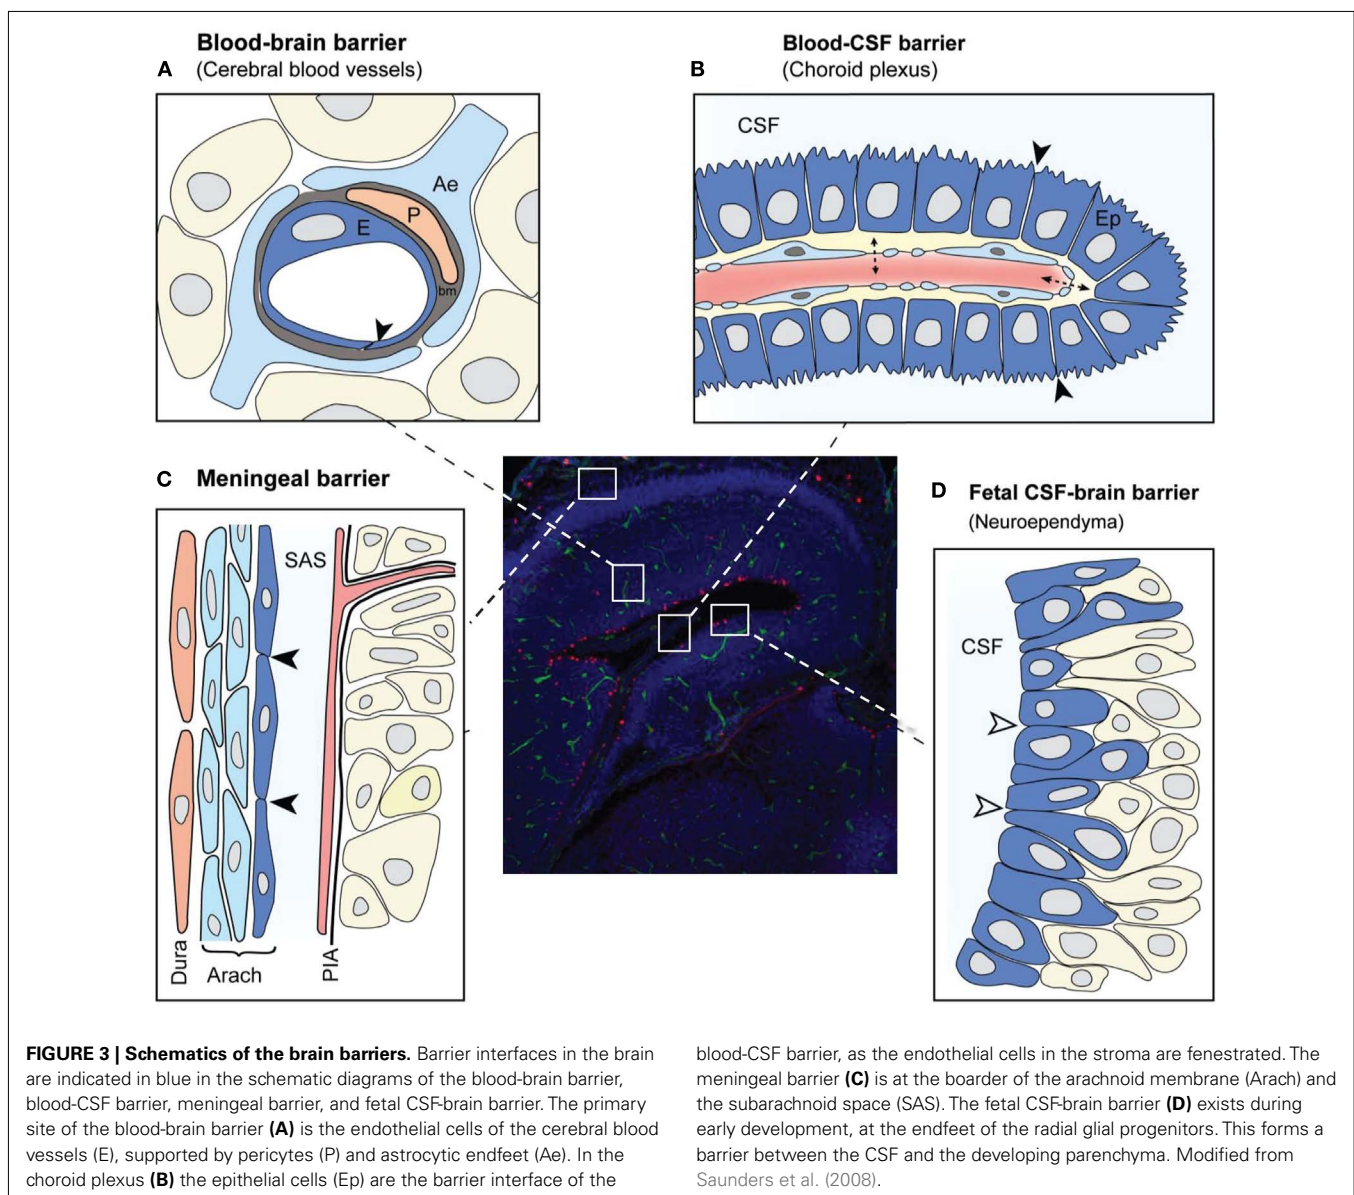 Blood-brain barrier
A (Cerebral blood vessels)
Ae
P
E
bm
Blood-CSF barrier
B (Choroid plexus)
CSF
Ep
C Meningeal barrier
SAS
Dura
Arach
PIA
D Fetal CSF-brain barrier
(Neuroependyma)
CSF
FIGURE 3 | Schematics of the brain barriers. Barrier interfaces in the brain
are indicated in blue in the schematic diagrams of the blood-brain barrier,
blood-CSF barrier, meningeal barrier, and fetal CSF-brain barrier. The primary
site of the blood-brain barrier (A) is the endothelial cells of the cerebral blood
vessels (E), supported by pericytes (P) and astrocytic endfeet (Ae). In the
choroid plexus (B) the epithelial cells (Ep) are the barrier interface of the
blood-CSF barrier, as the endothelial cells in the stroma are fenestrated. The
meningeal barrier (C) is at the boarder of the arachnoid membrane (Arach) and
the subarachnoid space (SAS). The fetal CSF-brain barrier (D) exists during
early development, at the endfeet of the radial glial progenitors. This forms a
barrier between the CSF and the developing parenchyma. Modified from
Saunders et al. (2008).